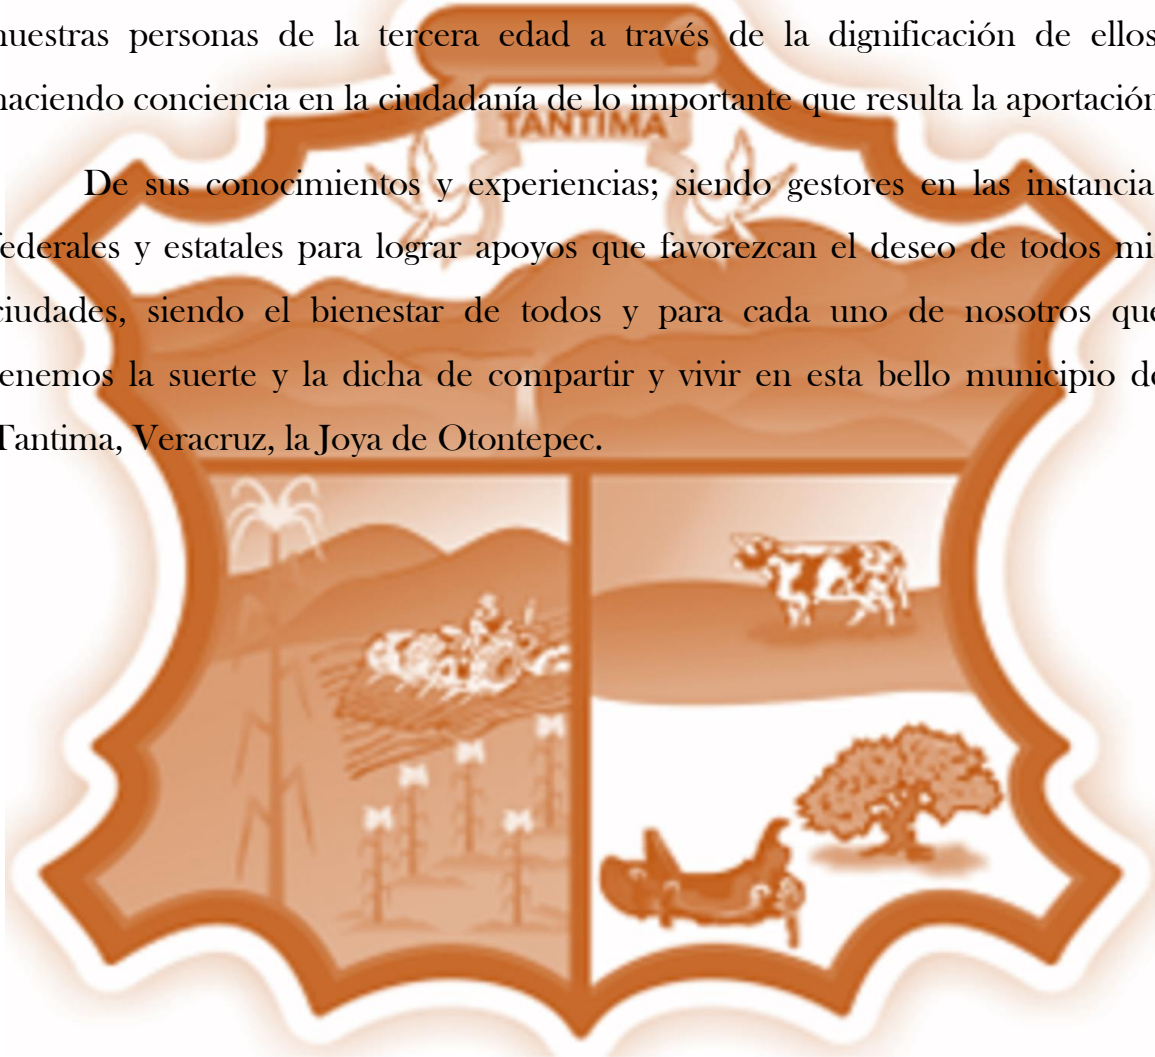 nuestras personas de la tercera edad a través de la dignificación de ellos
haciendo conciencia en la ciudadanía de lo importante que resulta la aportación
TANTIMA
De sus conocimientos y experiencias; siendo gestores en las instancia
federales y estatales para lograr apoyos que favorezcan el deseo de todos mi
ciudades, siendo el bienestar de todos y para cada uno de nosotros que
tenemos la suerte y la dicha de compartir y vivir en esta bello municipio de
Tantima, Veracruz, la Joya de Otontepec.